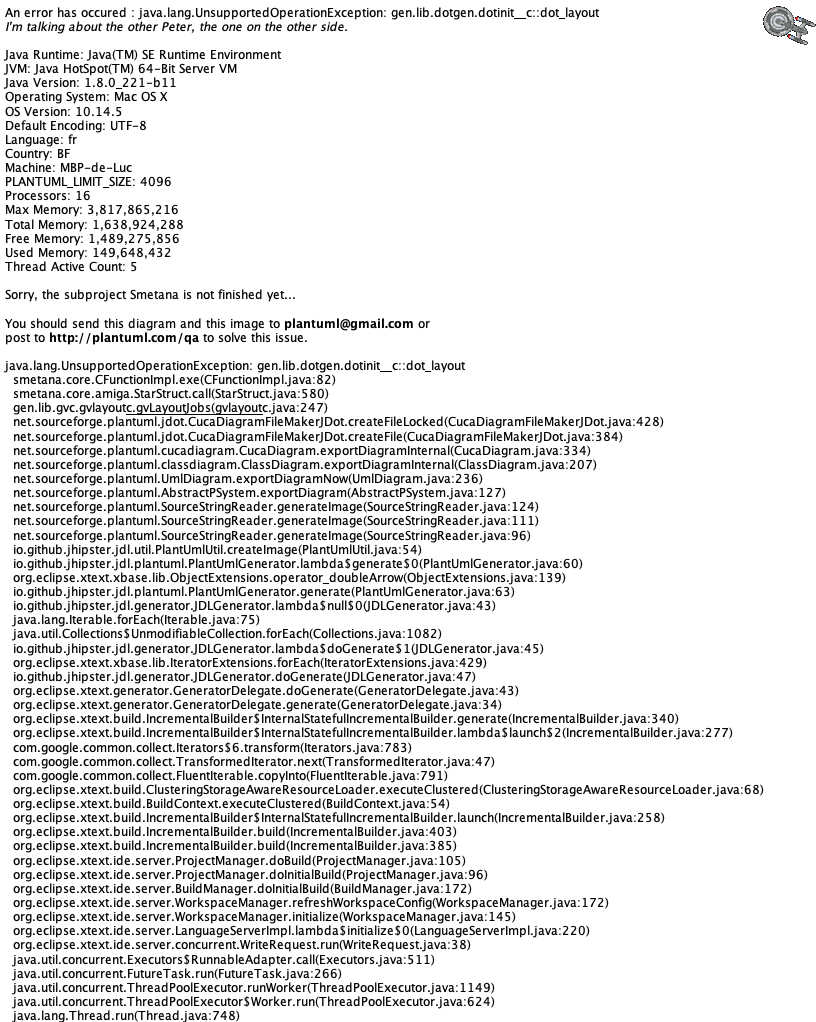 An error has occured : java.lang.UnsupportedOperationException: gen.lib.dotgen.dotinit__c::dot_layout
I'm talking about the other Peter, the one on the other side.
Java Runtime: Java(TM) SE Runtime Environment
JVM: Java HotSpot(TM) 64-Bit Server VM
Java Version: 1.8.0_221-b11
Operating System: Mac OS X
OS Version: 10.14.5
Default Encoding: UTF-8
Language: fr
Country: BF
Machine: MBP-de-Luc
PLANTUML_LIMIT_SIZE: 4096
Processors: 16
Max Memory: 3,817,865,216
Total Memory: 1,638,924,288
Free Memory: 1,489,275,856
Used Memory: 149,648,432
Thread Active Count: 5
Sorry, the subproject Smetana is not finished yet...
You should send this diagram and this image to plantuml@gmail.com or
post to http://plantuml.com/qa to solve this issue.
java.lang.UnsupportedOperationException: gen.lib.dotgen.dotinit__c::dot_layout
smetana.core.CFunctionImpl.exe(CFunctionImpl.java:82)
smetana.core.amiga.StarStruct.call(StarStruct.java:580)
gen.lib.gvc.gvlayoutc.gvLayoutJobs(gvlayoutc.java:247)
net.sourceforge.plantuml.jdot.CucaDiagramFileMakerJDot.createFileLocked(CucaDiagramFileMakerJDot.java:428)
net.sourceforge.plantuml.jdot.CucaDiagramFileMakerJDot.createFile(CucaDiagramFileMakerJDot.java:384)
net.sourceforge.plantuml.cucadiagram.CucaDiagram.exportDiagramInternal(CucaDiagram.java:334)
net.sourceforge.plantuml.classdiagram.ClassDiagram.exportDiagramInternal(ClassDiagram.java:207)
net.sourceforge.plantuml.UmlDiagram.exportDiagramNow(UmlDiagram.java:236)
net.sourceforge.plantuml.AbstractPSystem.exportDiagram(AbstractPSystem.java:127)
net.sourceforge.plantuml.SourceStringReader.generateImage(SourceStringReader.java:124)
net.sourceforge.plantuml.SourceStringReader.generateImage(SourceStringReader.java:111)
net.sourceforge.plantuml.SourceStringReader.generateImage(SourceStringReader.java:96)
io.github.jhipster.jdl.util.PlantUmlUtil.createImage(PlantUmlUtil.java:54)
io.github.jhipster.jdl.plantuml.PlantUmlGenerator.lambda$generate$0(PlantUmlGenerator.java:60)
org.eclipse.xtext.xbase.lib.ObjectExtensions.operator_doubleArrow(ObjectExtensions.java:139)
io.github.jhipster.jdl.plantuml.PlantUmlGenerator.generate(PlantUmlGenerator.java:63)
io.github.jhipster.jdl.generator.JDLGenerator.lambda$null$0(JDLGenerator.java:43)
java.lang.Iterable.forEach(Iterable.java:75)
java.util.Collections$UnmodifiableCollection.forEach(Collections.java:1082)
io.github.jhipster.jdl.generator.JDLGenerator.lambda$doGenerate$1(JDLGenerator.java:45)
org.eclipse.xtext.xbase.lib.IteratorExtensions.forEach(IteratorExtensions.java:429)
io.github.jhipster.jdl.generator.JDLGenerator.doGenerate(JDLGenerator.java:47)
org.eclipse.xtext.generator.GeneratorDelegate.doGenerate(GeneratorDelegate.java:43)
org.eclipse.xtext.generator.GeneratorDelegate.generate(GeneratorDelegate.java:34)
org.eclipse.xtext.build.IncrementalBuilder$InternalStatefulIncrementalBuilder.generate(IncrementalBuilder.java:340)
org.eclipse.xtext.build.IncrementalBuilder$InternalStatefulIncrementalBuilder.lambda$launch$2(IncrementalBuilder.java:277)
com.google.common.collect.Iterators$6.transform(Iterators.java:783)
com.google.common.collect.TransformedIterator.next(TransformedIterator.java:47)
com.google.common.collect.FluentIterable.copyInto(FluentIterable.java:791)
org.eclipse.xtext.build.ClusteringStorageAwareResourceLoader.executeClustered(ClusteringStorageAwareResourceLoader.java:68)
org.eclipse.xtext.build.BuildContext.executeClustered(BuildContext.java:54)
org.eclipse.xtext.build.IncrementalBuilder$InternalStatefulIncrementalBuilder.launch(IncrementalBuilder.java:258)
org.eclipse.xtext.build.IncrementalBuilder.build(IncrementalBuilder.java:403)
org.eclipse.xtext.build.IncrementalBuilder.build(IncrementalBuilder.java:385)
org.eclipse.xtext.ide.server.ProjectManager.doBuild(ProjectManager.java:105)
org.eclipse.xtext.ide.server.ProjectManager.doInitialBuild(ProjectManager.java:96)
org.eclipse.xtext.ide.server.BuildManager.doInitialBuild(BuildManager.java:172)
org.eclipse.xtext.ide.server.WorkspaceManager.refreshWorkspaceConfig(WorkspaceManager.java:172)
org.eclipse.xtext.ide.server.WorkspaceManager.initialize(WorkspaceManager.java:145)
org.eclipse.xtext.ide.server.LanguageServerImpl.lambda$initialize$0(LanguageServerImpl.java:220)
org.eclipse.xtext.ide.server.concurrent.WriteRequest.run(WriteRequest.java:38)
java.util.concurrent.Executors$RunnableAdapter.call(Executors.java:511)
java.util.concurrent.FutureTask.run(FutureTask.java:266)
java.util.concurrent.ThreadPoolExecutor.runWorker(ThreadPoolExecutor.java:1149)
java.util.concurrent.ThreadPoolExecutor$Worker.run(ThreadPoolExecutor.java:624)
java.lang.Thread.run(Thread.java:748)